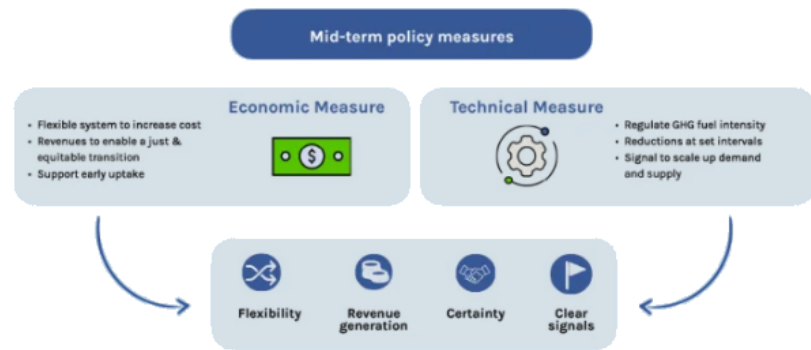 Mid-term policy measures
Economic Measure
• Flexible system to increase cost
• Revenues to enable a just &
equitable transition
• Support early uptake
$
Technical Measure
• Regulate GHG fuel intensity
• Reductions at set intervals
• Signal to scale up demand
and supply
Flexibility
Revenue
generation
Certainty
Clear
signals